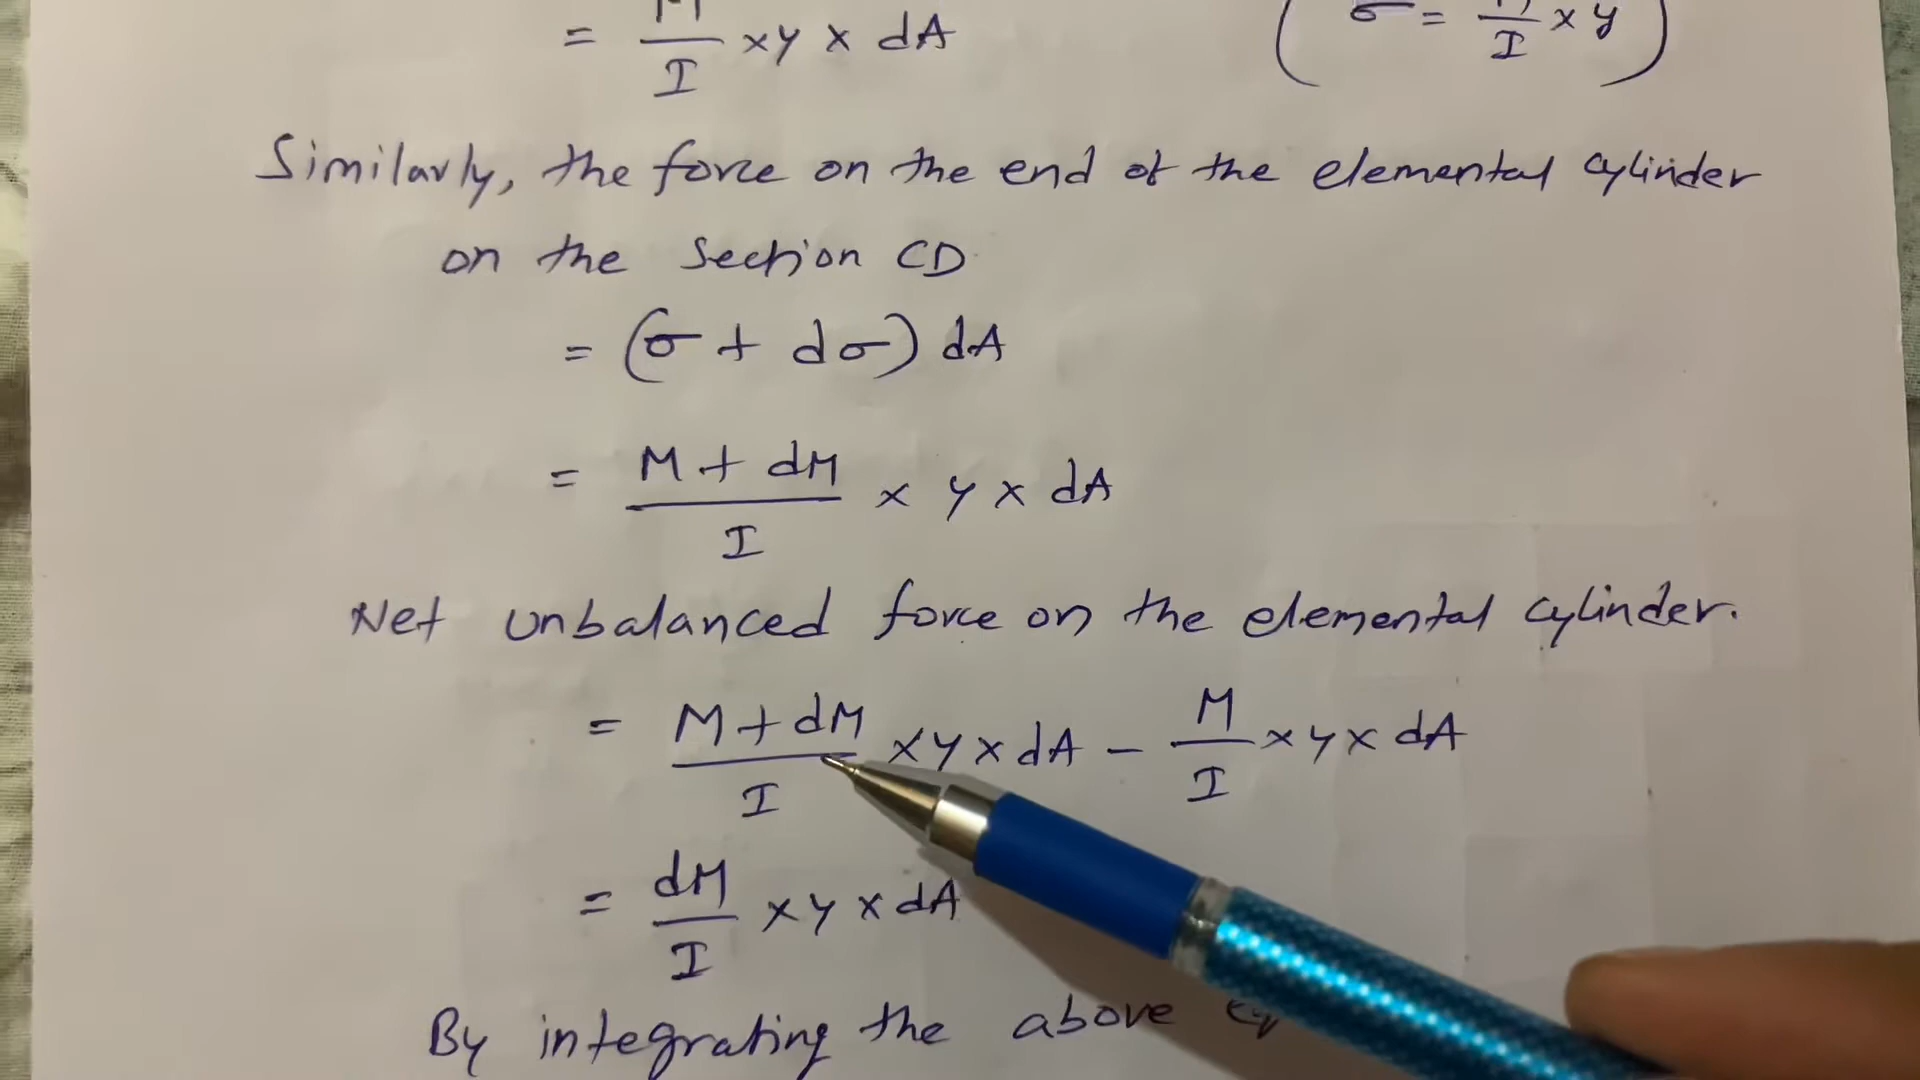 = M/I × y × dA (σ = M/I × y)
Similarly, the force on the end of the elemental cylinder
on the section CD
= (σ + dσ) dA
= M + dM / I × y × dA
Net unbalanced force on the elemental cylinder.
= M + dM / I × y × dA - M/I × y × dA
= dM/I × y × dA
By integrating the above